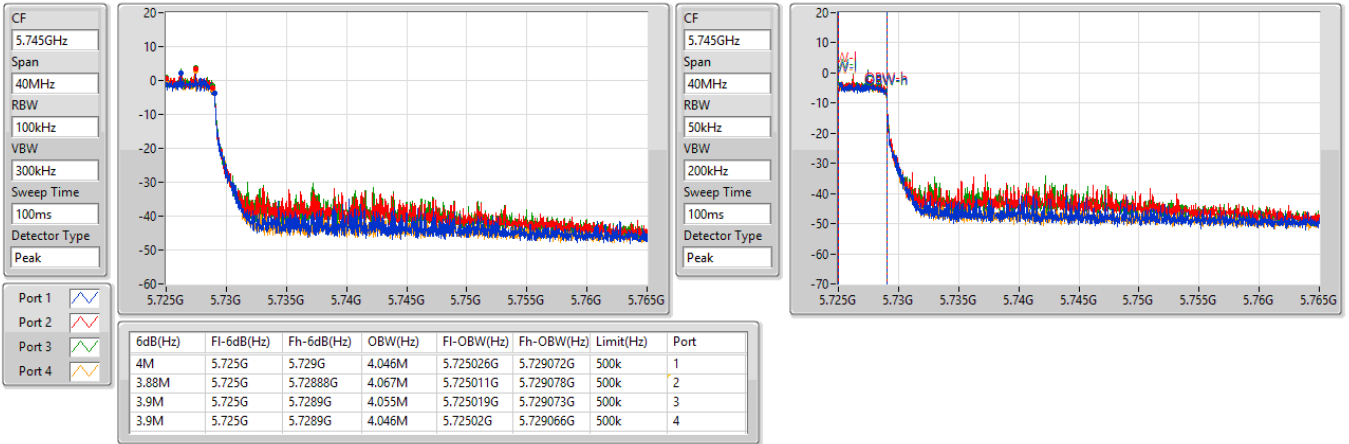 CF
5.745GHz
Span
40MHz
RBW
100kHz
VBW
300kHz
Sweep Time
100ms
Detector Type
Peak
20
10
0
-10
-20
-30
-40
-50
-60
5.725G 5.73G 5.735G 5.74G 5.745G 5.75G 5.755G 5.76G 5.765G
CF
5.745GHz
Span
40MHz
RBW
50kHz
VBW
200kHz
Sweep Time
100ms
Detector Type
Peak
20
10
0
-10
-20
-30
-40
-50
-60
-70
OBW-h
5.725G 5.73G 5.735G 5.74G 5.745G 5.75G 5.755G 5.76G 5.765G
Port 1
Port 2
Port 3
Port 4
6dB(Hz) Fl-6dB(Hz) Fh-6dB(Hz) OBW(Hz) Fl-OBW(Hz) Fh-OBW(Hz) Limit(Hz) Port
4M 5.725G 5.729G 4.046M 5.725026G 5.729072G 500k 1
3.88M 5.725G 5.72888G 4.067M 5.725011G 5.729078G 500k 2
3.9M 5.725G 5.7289G 4.055M 5.725019G 5.729073G 500k 3
3.9M 5.725G 5.7289G 4.046M 5.72502G 5.729066G 500k 4